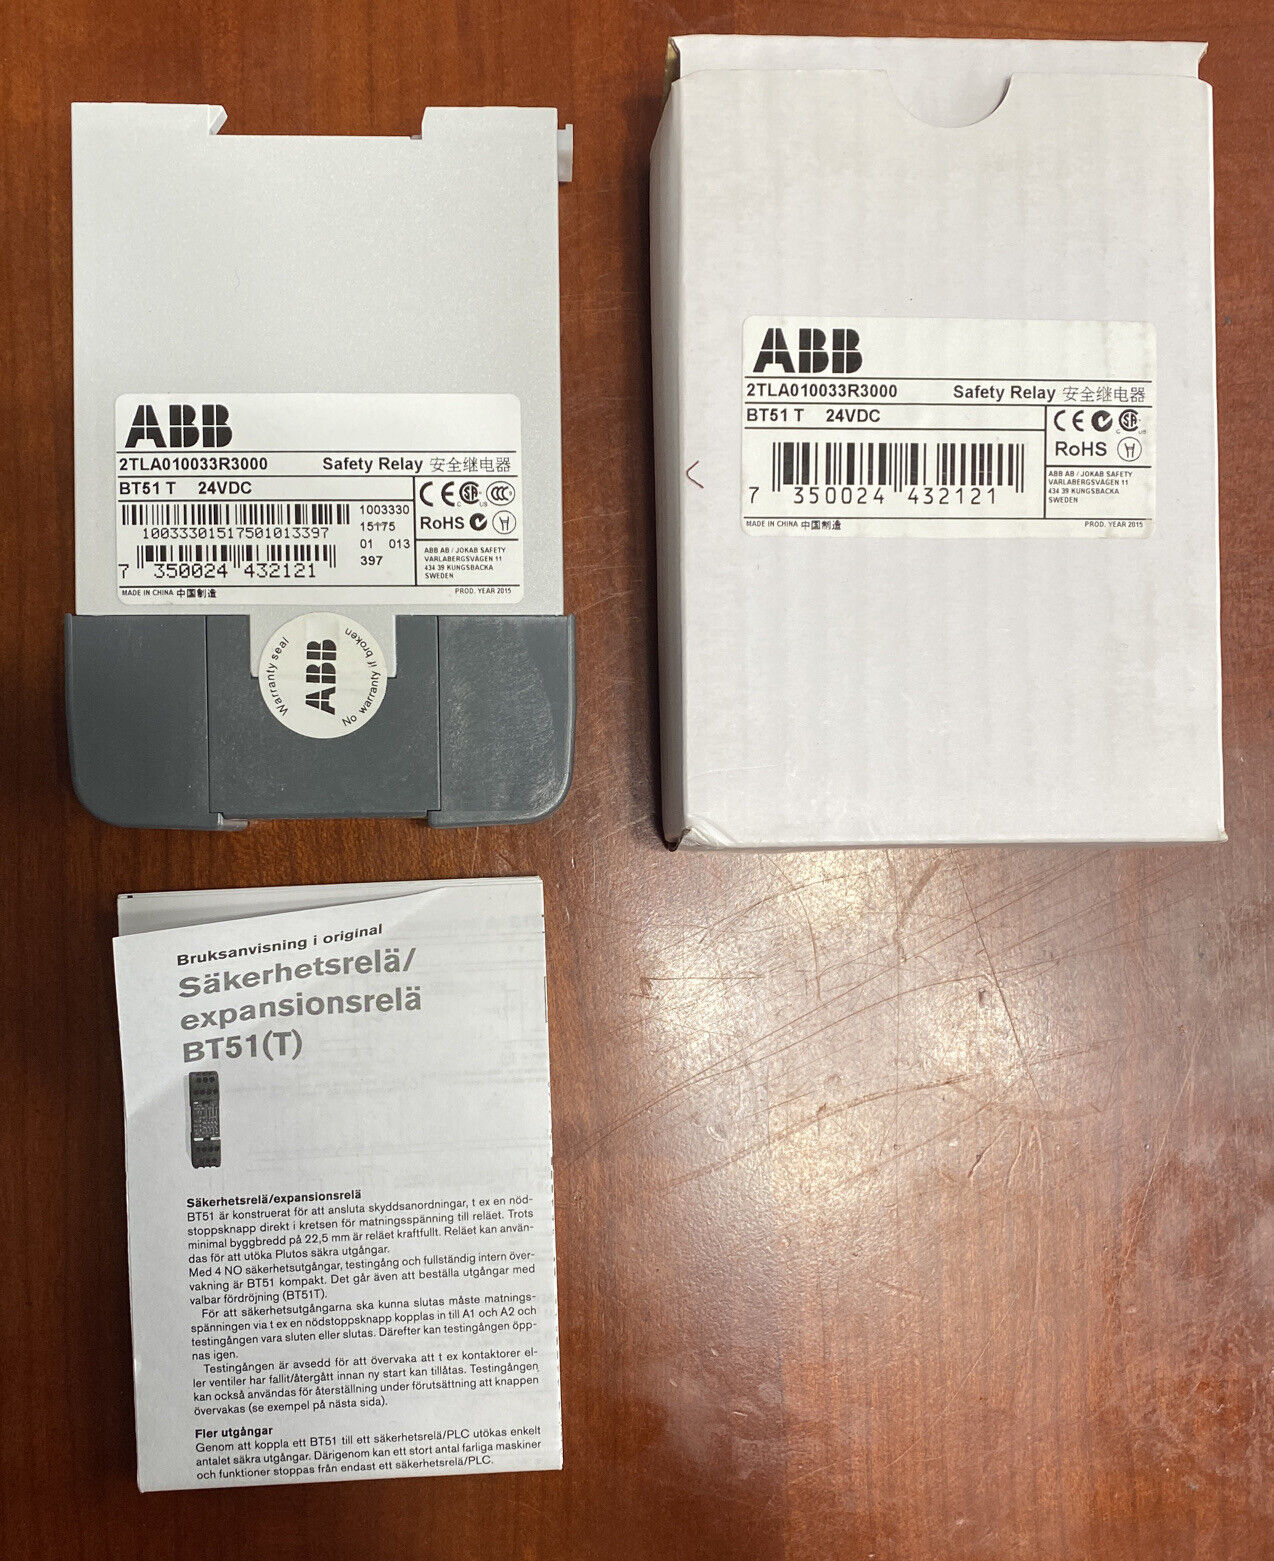 ABB
2TLA010033R3000 Safety Relay 安全继电器
BT51 T 24VDC
10033301517501013397
1003330
15175
01 013
397
7 350024 432121
CE SA C US CCC S
RoHS
ABB AB / JOKAB SAFETY
VARLABERGSVÄGEN 11
434 39 KUNGSBACKA
SWEDEN
MADE IN CHINA 中国制造 PROD. YEAR 2015
Warranty seal
ABB
No warranty if broken
ABB
2TLA010033R3000 Safety Relay 安全继电器
BT51 T 24VDC
7 350024 432121
CE SA C US
RoHS
ABB AB / JOKAB SAFETY
VARLABERGSVÄGEN 11
434 39 KUNGSBACKA
SWEDEN
MADE IN CHINA 中国制造 PROD. YEAR 2015
Bruksanvisning i original
Säkerhetsrelä/
expansionsrelä
BT51(T)
Säkerhetsrelä/expansionsrelä
BT51 är konstruerat för att ansluta skyddsanordningar, t ex en nöd-
stoppsknapp direkt i kretsen för matningsspänning till reläet. Trots
minimal byggbredd på 22,5 mm är reläet kraftfullt. Reläet kan använ-
das för att utöka Plutos säkra utgångar.
Med 4 NO säkerhetsutgångar, testingång och fullständig intern över-
vakning är BT51 kompakt. Det går även att beställa utgångar med
valbar fördröjning (BT51T).
För att säkerhetsutgångarna ska kunna slutas måste matnings-
spänningen via t ex en nödstoppsknapp kopplas in till A1 och A2 och
testingången vara sluten eller slutas. Därefter kan testingången öpp-
nas igen.
Testingången är avsedd för att övervaka att t ex kontaktorer el-
ler ventiler har fallit/återgått innan ny start kan tillåtas. Testingången
kan också användas för återställning under förutsättning att knappen
övervakas (se exempel på nästa sida).
Fler utgångar
Genom att koppla ett BT51 till ett säkerhetsrelä/PLC utökas enkelt
antalet säkra utgångar. Därigenom kan ett stort antal farliga maskiner
och funktioner stoppas från endast ett säkerhetsrelä/PLC.